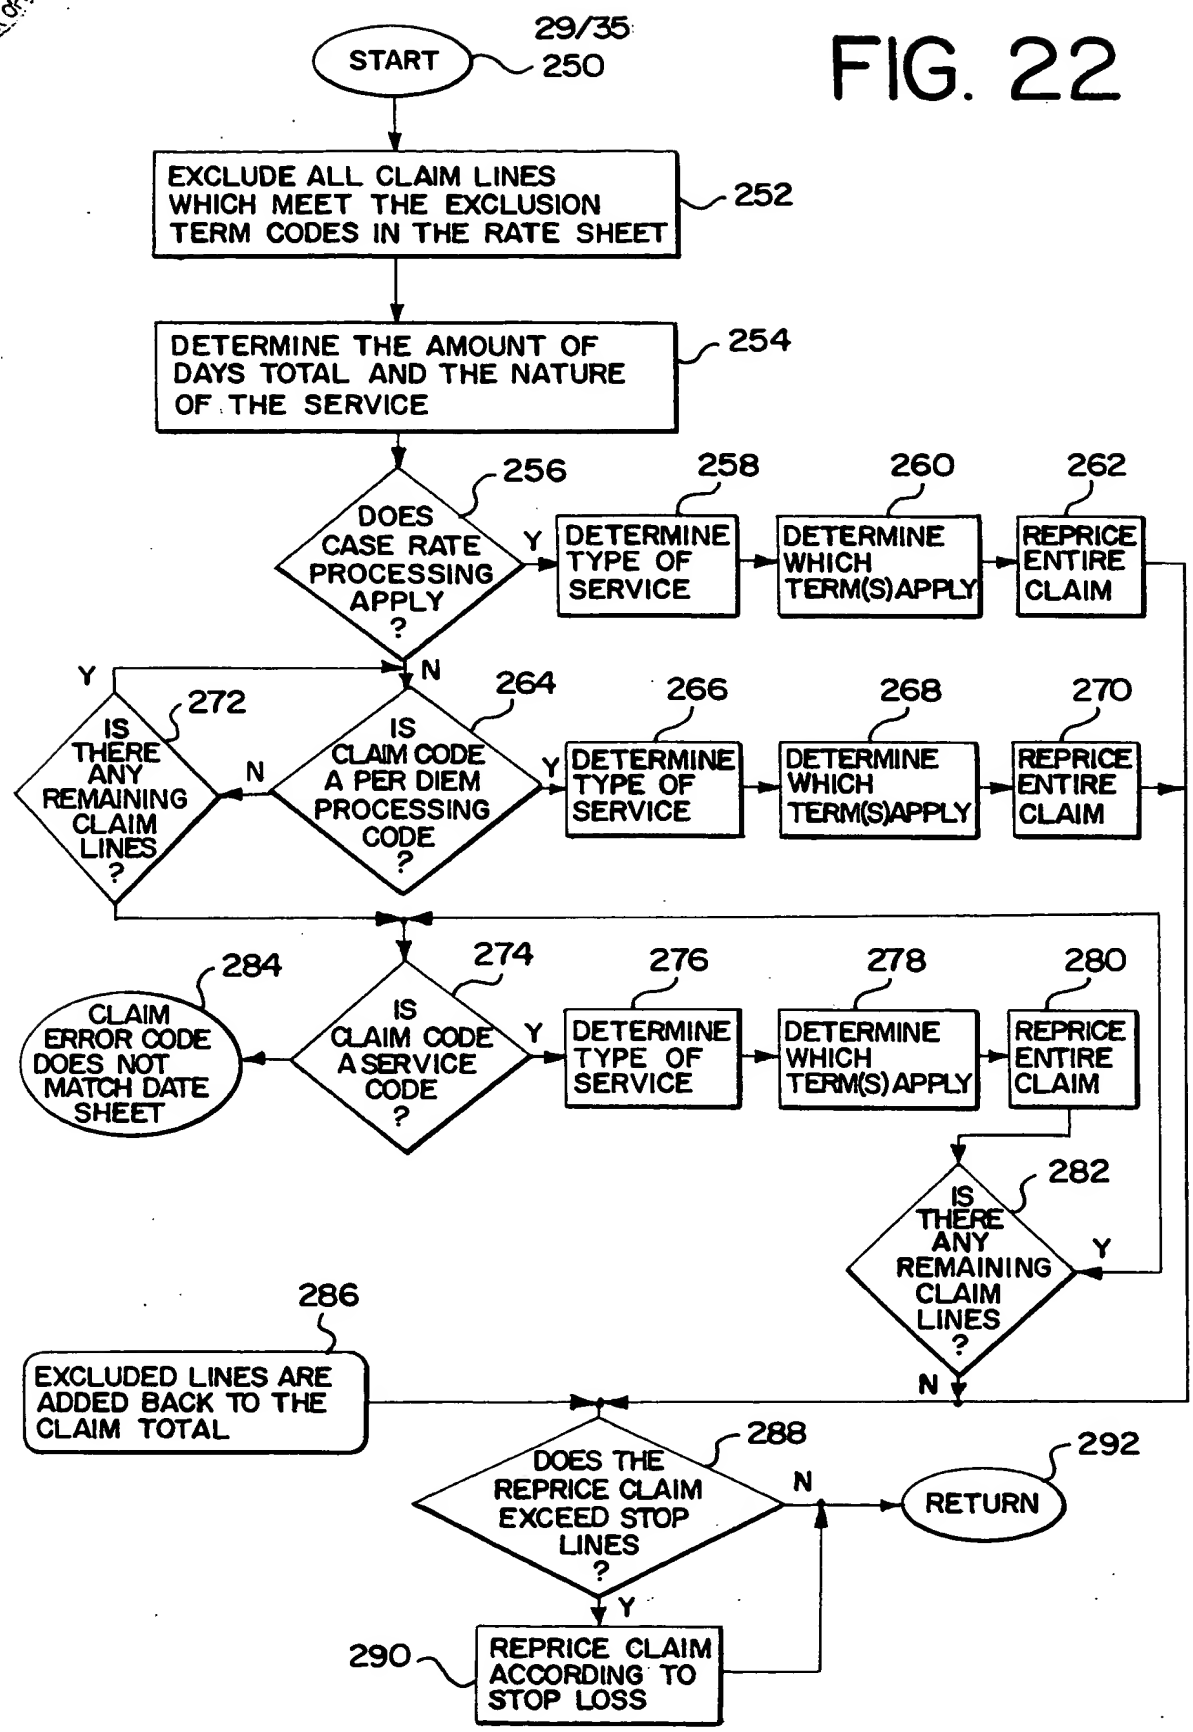 29/35
FIG. 22
START
250
EXCLUDE ALL CLAIM LINES
WHICH MEET THE EXCLUSION
TERM CODES IN THE RATE SHEET
252
DETERMINE THE AMOUNT OF
DAYS TOTAL AND THE NATURE
OF THE SERVICE
254
DOES
CASE RATE
PROCESSING
APPLY
?
256
Y
N
DETERMINE
TYPE OF
SERVICE
258
DETERMINE
WHICH
TERM(S) APPLY
260
REPRICE
ENTIRE
CLAIM
262
Y
IS
THERE
ANY
REMAINING
CLAIM
LINES
?
272
N
IS
CLAIM CODE
A PER DIEM
PROCESSING
CODE
?
264
Y
DETERMINE
TYPE OF
SERVICE
266
DETERMINE
WHICH
TERM(S)APPLY
268
REPRICE
ENTIRE
CLAIM
270
CLAIM
ERROR CODE
DOES NOT
MATCH DATE
SHEET
284
IS
CLAIM CODE
A SERVICE
CODE
?
274
Y
DETERMINE
TYPE OF
SERVICE
276
DETERMINE
WHICH
TERM(S) APPLY
278
REPRICE
ENTIRE
CLAIM
280
IS
THERE
ANY
REMAINING
CLAIM
LINES
?
282
Y
N
286
EXCLUDED LINES ARE
ADDED BACK TO THE
CLAIM TOTAL
DOES THE
REPRICE CLAIM
EXCEED STOP
LINES
?
288
N
RETURN
292
Y
290
REPRICE CLAIM
ACCORDING TO
STOP LOSS